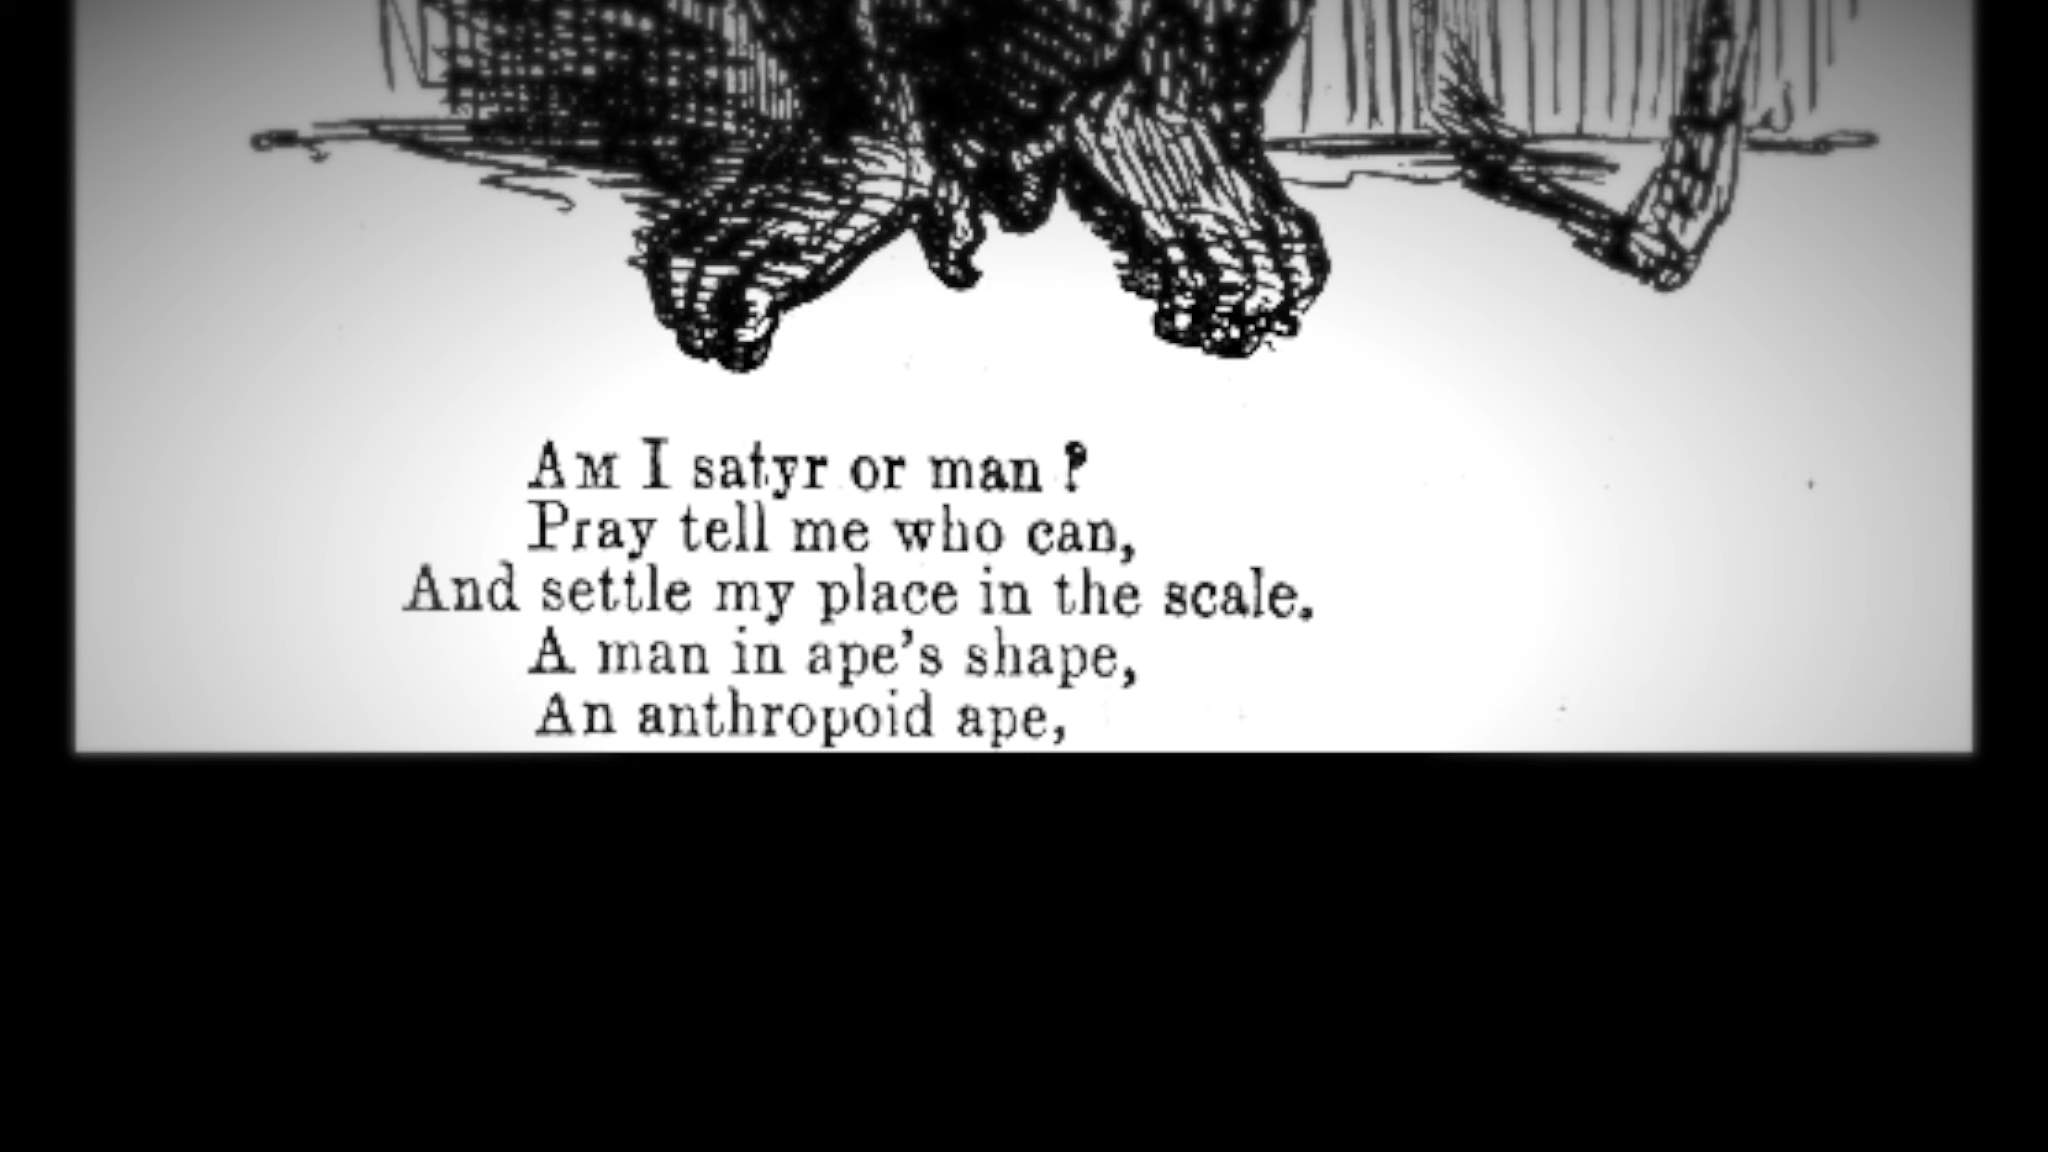 AM I satyr or man?
Pray tell me who can,
And settle my place in the scale.
A man in ape's shape,
An anthropoid ape,